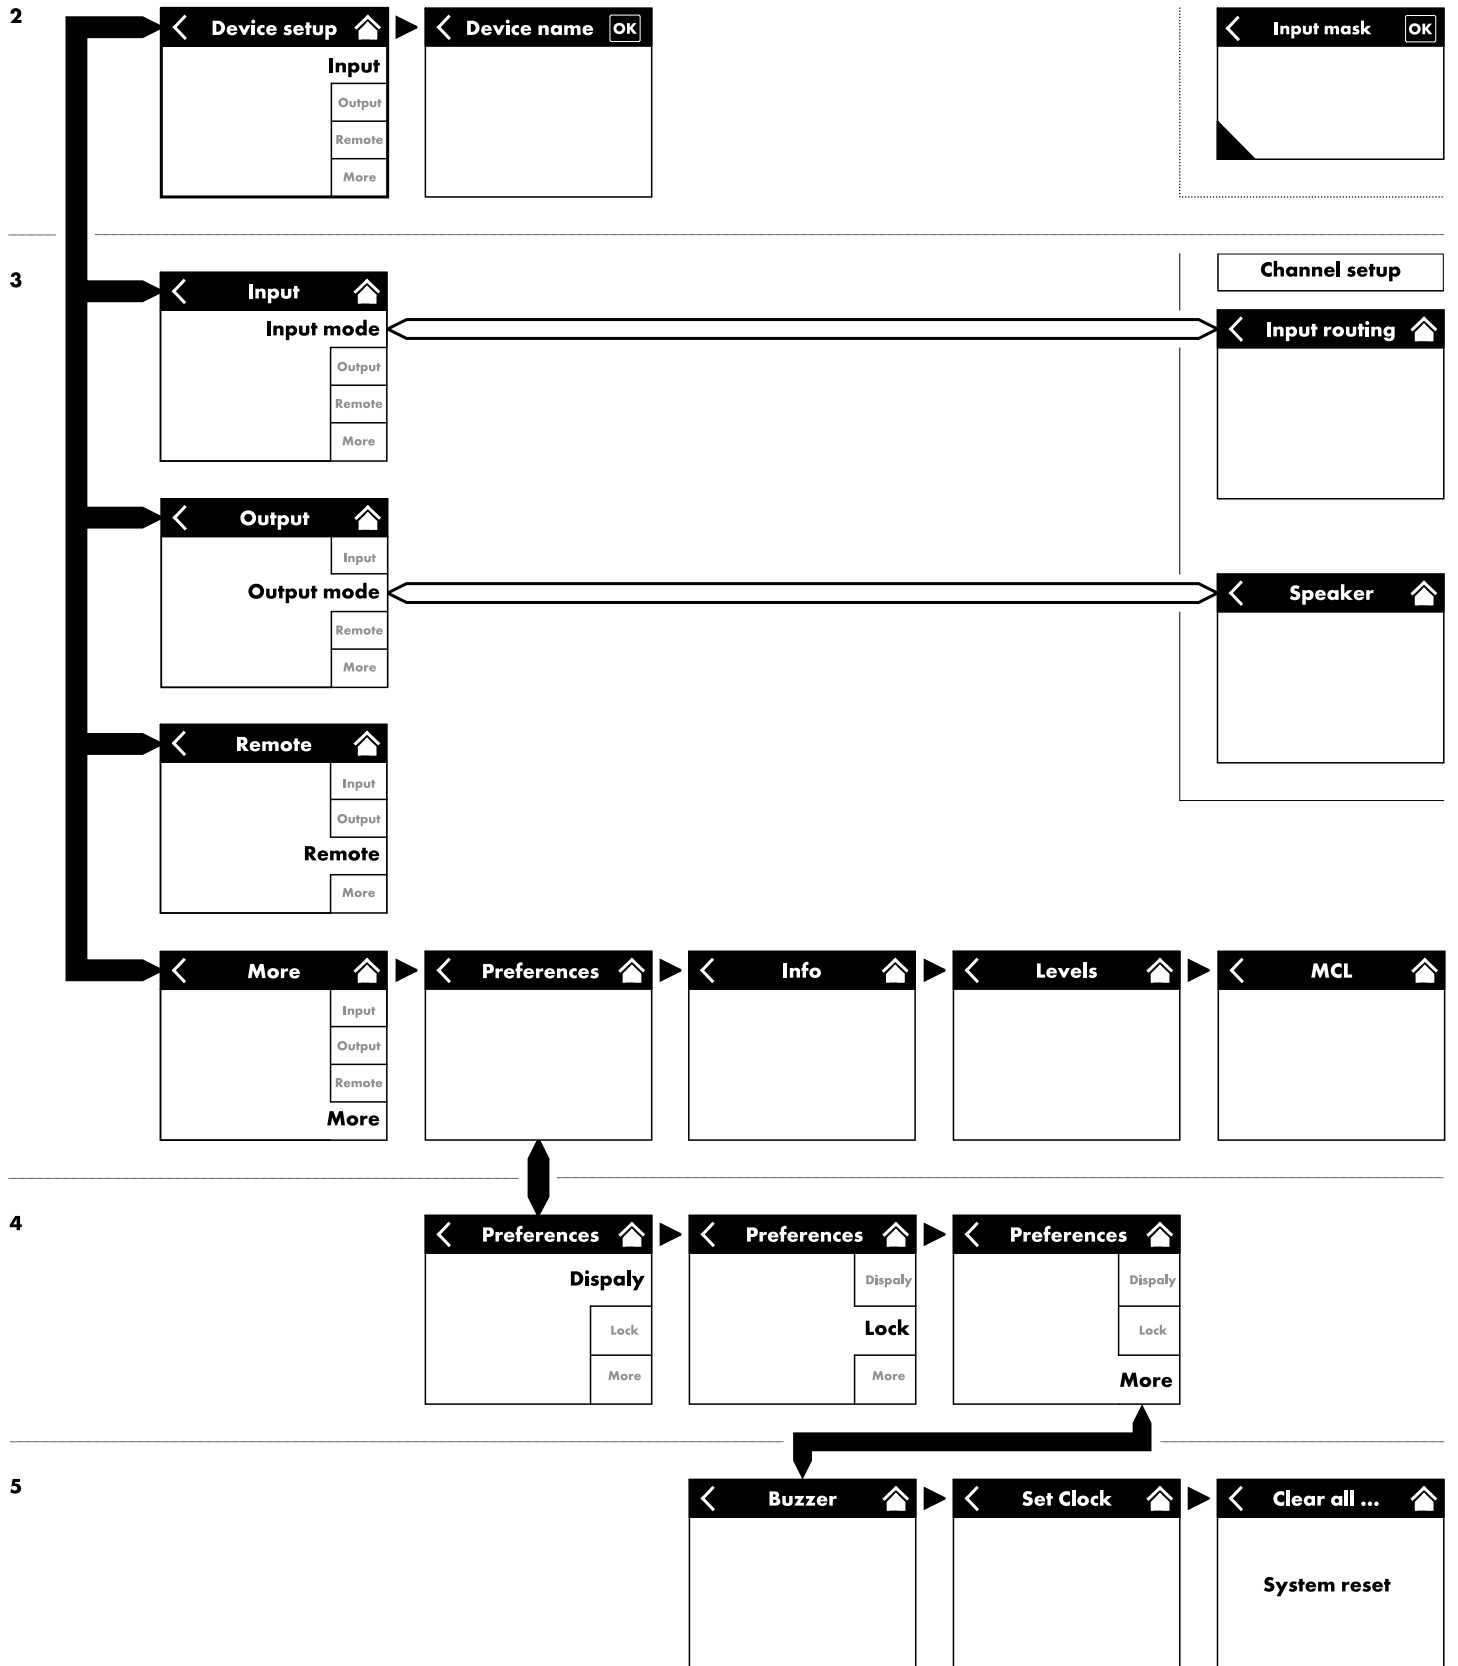 2
Device setup
Device name OK
Input mask OK
Input
Output
Remote
More
3
Channel setup
Input
Input routing
Input mode
Output
Remote
More
Output
Input
Output mode
Speaker
Remote
More
Remote
Input
Output
Remote
More
More
Preferences
Info
Levels
MCL
Input
Output
Remote
More
4
Preferences
Preferences
Preferences
Dispaly
Lock
More
Dispaly
Lock
More
Dispaly
Lock
More
5
Buzzer
Set Clock
Clear all ...
System reset